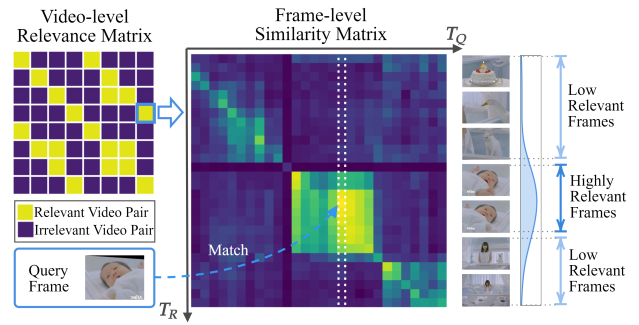 Video-level
Relevance Matrix
Relevant Video Pair
Irrelevant Video Pair
Query
Frame
Frame-level
Similarity Matrix
T_Q
Match
T_R
Low
Relevant
Frames
Highly
Relevant
Frames
Low
Relevant
Frames